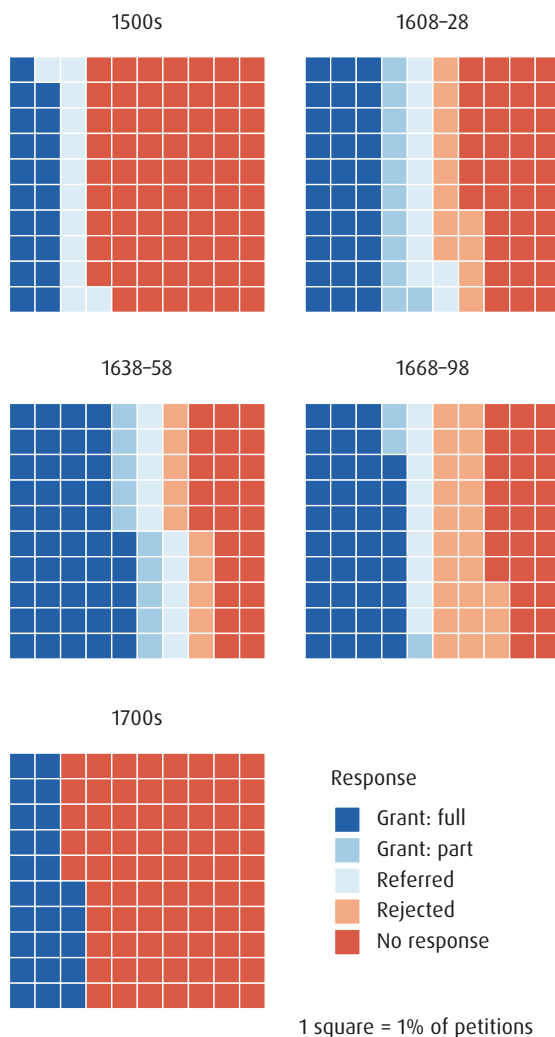 1500s
1608–28
1638–58
1668–98
1700s
Response
Grant: full
Grant: part
Referred
Rejected
No response
1 square = 1% of petitions